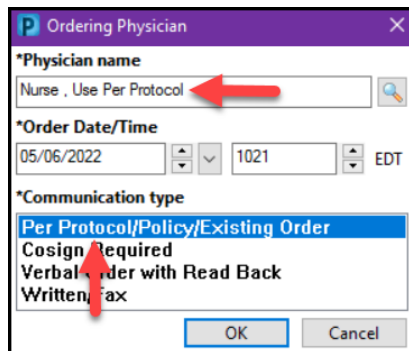 Ordering Physician
*Physician name
Nurse , Use Per Protocol
*Order Date/Time
05/06/2022 1021 EDT
*Communication type
Per Protocol/Policy/Existing Order
Cosign Required
Verbal Order with Read Back
Written/Fax
OK Cancel